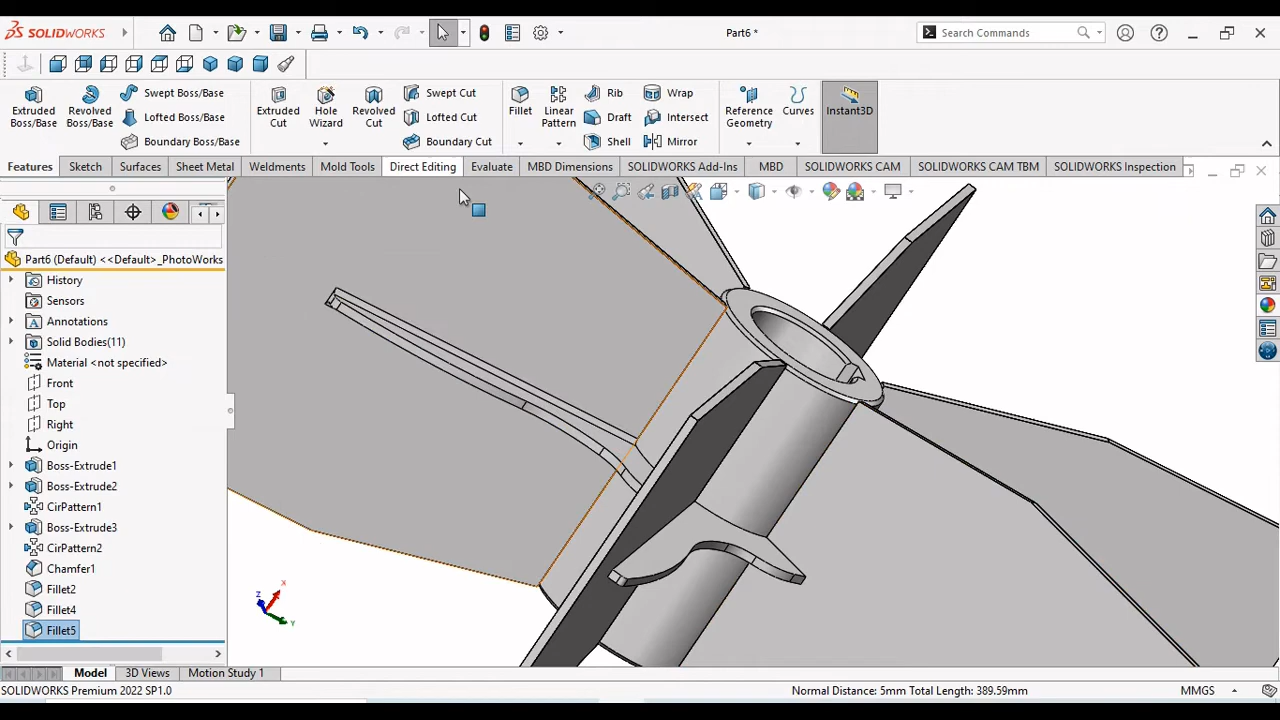 SOLIDWORKS
Part6 *
Search Commands
Extruded Boss/Base
Revolved Boss/Base
Swept Boss/Base
Lofted Boss/Base
Boundary Boss/Base
Extruded Cut
Hole Wizard
Revolved Cut
Swept Cut
Lofted Cut
Boundary Cut
Fillet
Linear Pattern
Rib
Draft
Shell
Wrap
Intersect
Mirror
Reference Geometry
Curves
Instant3D
Features
Sketch
Surfaces
Sheet Metal
Weldments
Mold Tools
Direct Editing
Evaluate
MBD Dimensions
SOLIDWORKS Add-Ins
MBD
SOLIDWORKS CAM
SOLIDWORKS CAM TBM
SOLIDWORKS Inspection
Part6 (Default) <<Default>_PhotoWorks
History
Sensors
Annotations
Solid Bodies(11)
Material <not specified>
Front
Top
Right
Origin
Boss-Extrude1
Boss-Extrude2
CirPattern1
Boss-Extrude3
CirPattern2
Chamfer1
Fillet2
Fillet4
Fillet5
X
Y
Z
Model
3D Views
Motion Study 1
SOLIDWORKS Premium 2022 SP1.0
Normal Distance: 5mm Total Length: 389.59mm
MMGS